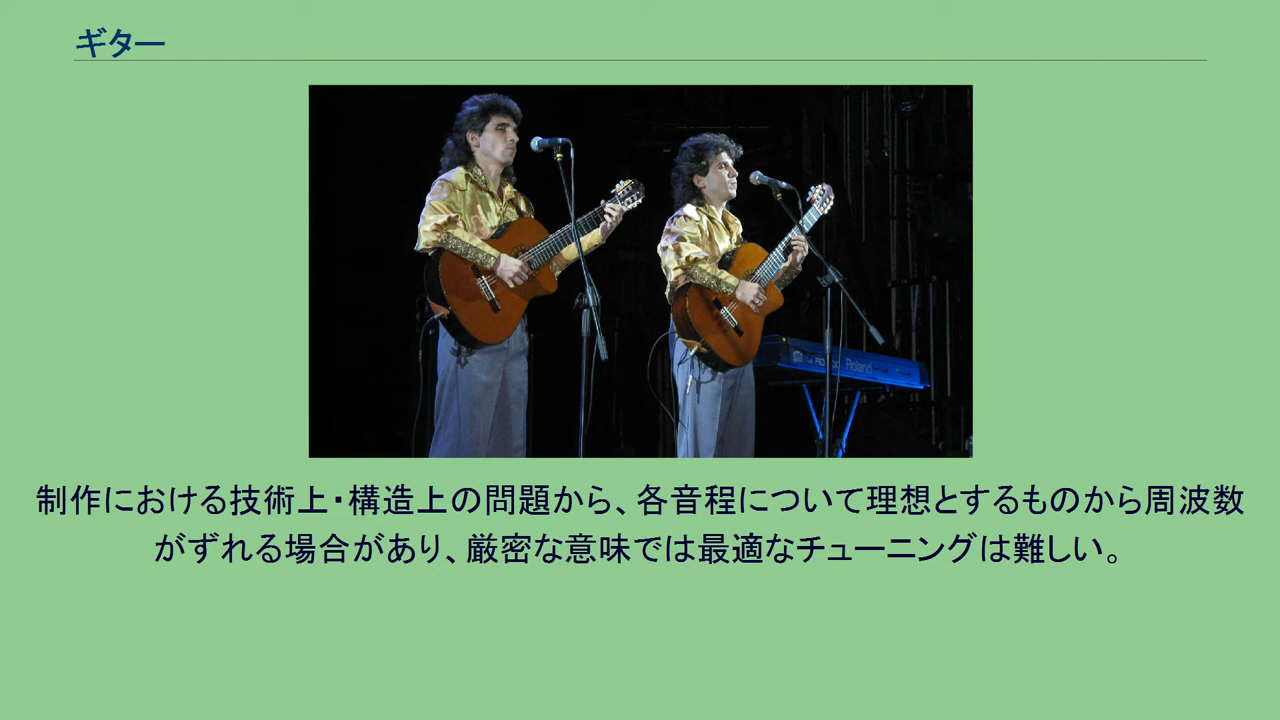 ギター
Roland
制作における技術上・構造上の問題から、各音程について理想とするものから周波数
がずれる場合があり、厳密な意味では最適なチューニングは難しい。